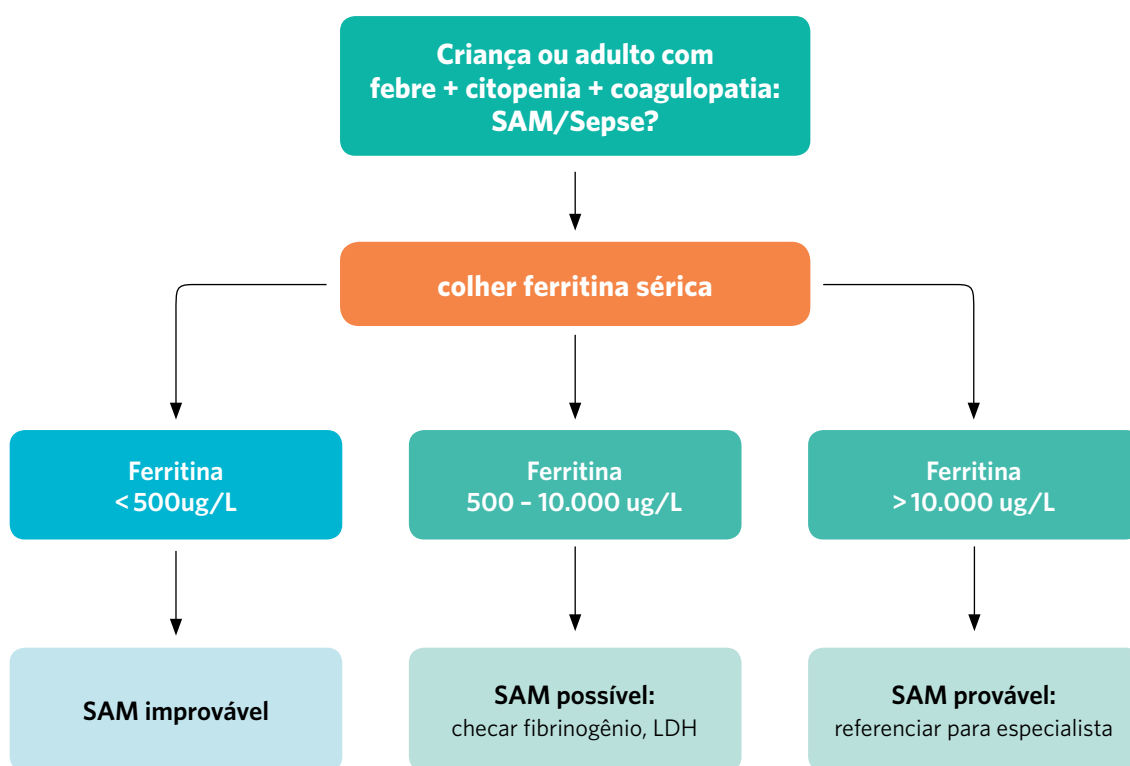 Criança ou adulto com
febre + citopenia + coagulopatia:
SAM/Sepse?
colher ferritina sérica
Ferritina
<500ug/L
Ferritina
500 – 10.000 ug/L
Ferritina
>10.000 ug/L
SAM improvável
SAM possível:
checar fibrinogênio, LDH
SAM provável:
referenciar para especialista